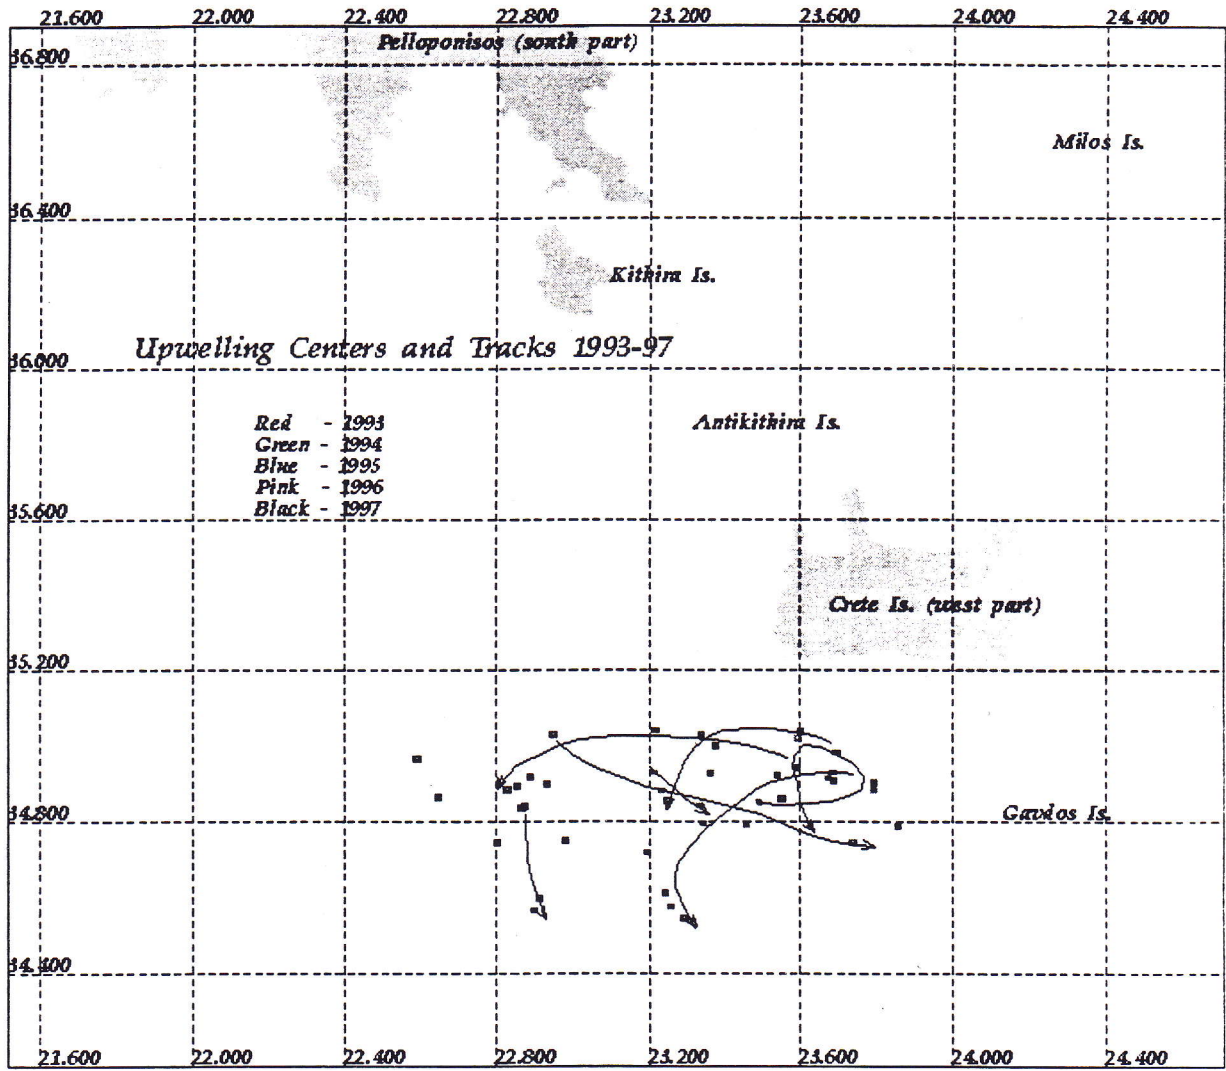 21.600 22.000 22.400 22.800 23.200 23.600 24.000 24.400
Pelloponisos (south part)
36.800
Milos Is.
36.400
Kithira Is.
Upwelling Centers and Tracks 1993-97
36.000
Antikithira Is.
Red - 1993
Green - 1994
Blue - 1995
Pink - 1996
Black - 1997
35.600
Crete Is. (west part)
35.200
Gavdos Is.
34.800
34.400
21.600 22.000 22.400 22.800 23.200 23.600 24.000 24.400